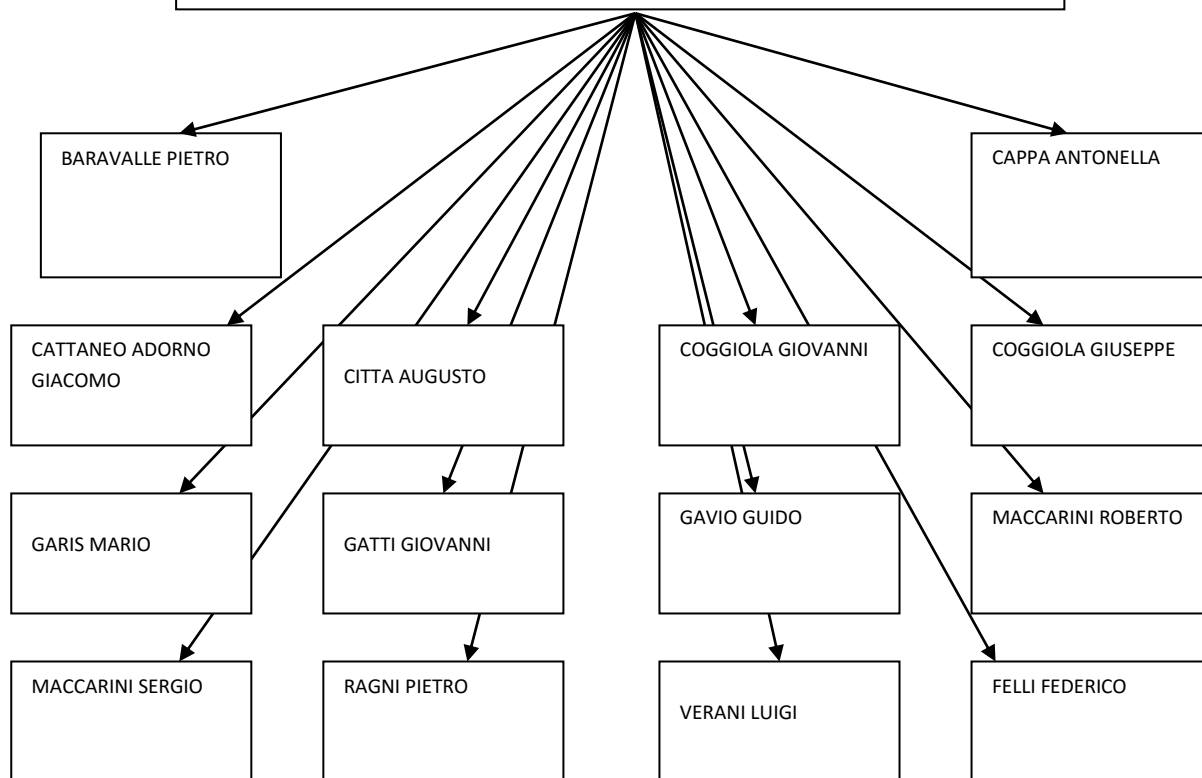 BARAVALLE PIETRO
CAPPA ANTONELLA
CATTANEO ADORNO
GIACOMO
CITTA AUGUSTO
COGGIOLA GIOVANNI
COGGIOLA GIUSEPPE
GARIS MARIO
GATTI GIOVANNI
GAVIO GUIDO
MACCARINI ROBERTO
MACCARINI SERGIO
RAGNI PIETRO
VERANI LUIGI
FELLI FEDERICO